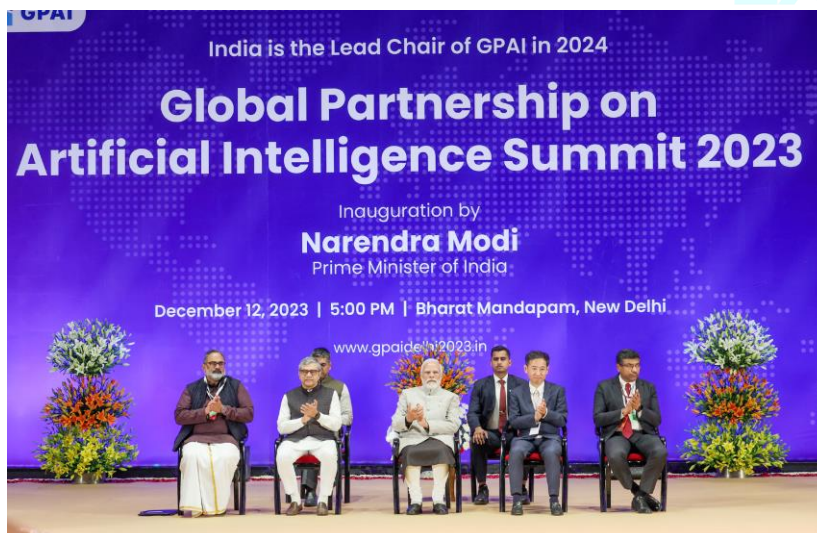 GPAI
India is the Lead Chair of GPAI in 2024
Global Partnership on
Artificial Intelligence Summit 2023
Inauguration by
Narendra Modi
Prime Minister of India
December 12, 2023 | 5:00 PM | Bharat Mandapam, New Delhi
www.gpaidelhi2023.in